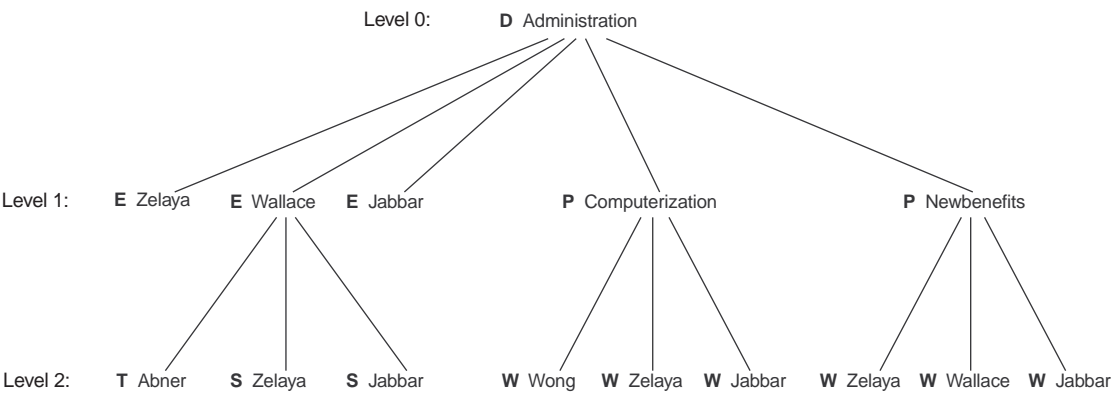 Level 0: D Administration
Level 1: E Zelaya E Wallace E Jabbar P Computerization P Newbenefits
Level 2: T Abner S Zelaya S Jabbar W Wong W Zelaya W Jabbar W Zelaya W Wallace W Jabbar